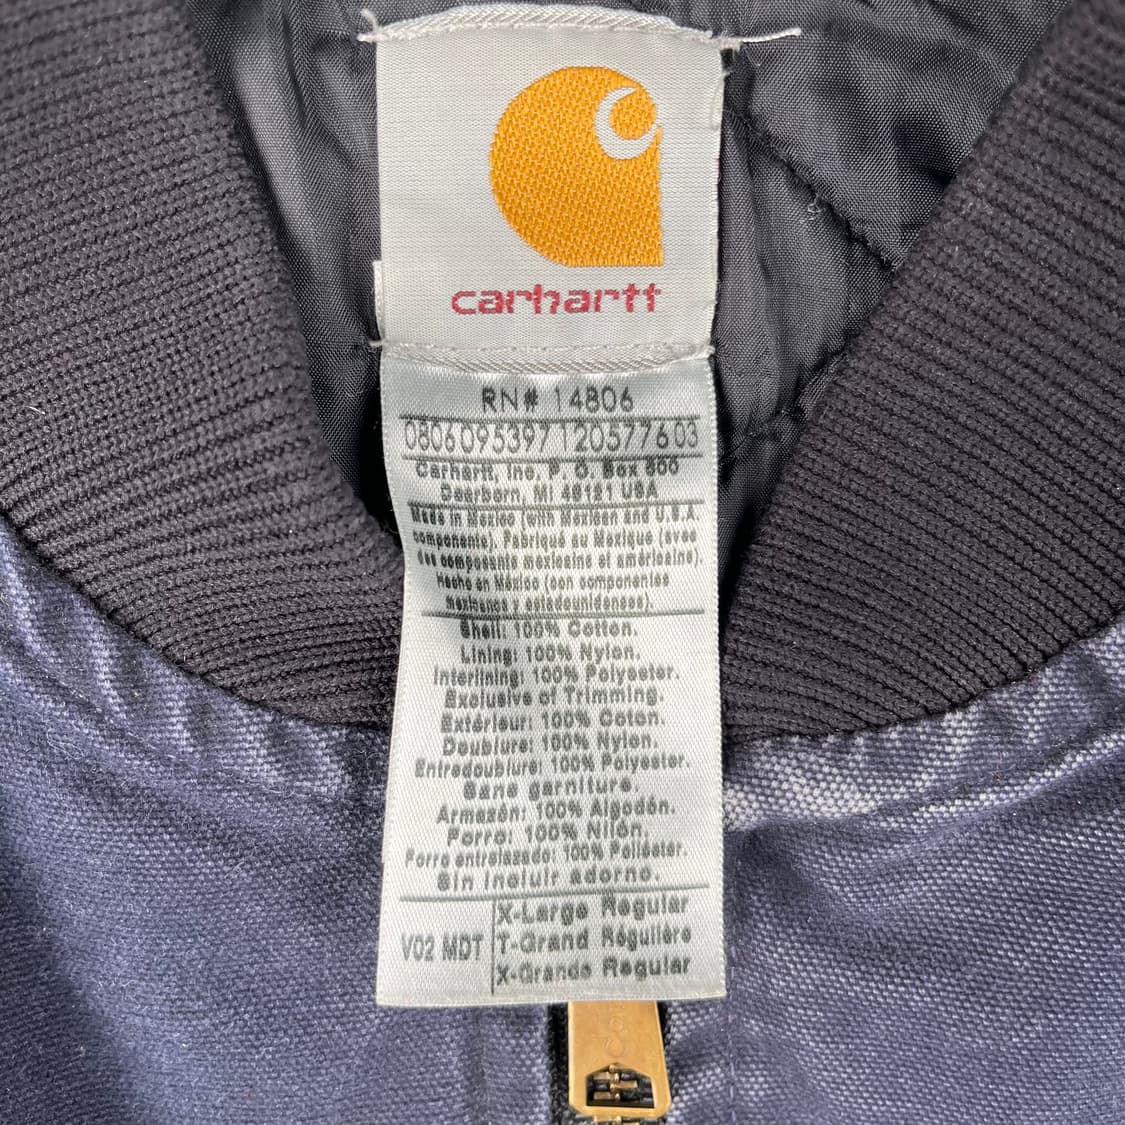 carhartt
RN# 14806
0806095397 1205776 03
Carhartt, Inc. P. O. Box 600
Dearborn, MI 48121 USA
Made in Mexico (with Mexican and U.S.A.
components). Fabriqué au Mexique (avec
des composants mexicains et américains).
Hecho en México (con componentes
mexicanos y estadounidenses).
Shell: 100% Cotton.
Lining: 100% Nylon.
Interlining: 100% Polyester.
Exclusive of Trimming.
Extérieur: 100% Coton.
Doublure: 100% Nylon.
Entredoublure: 100% Polyester.
Sans garniture.
Armazón: 100% Algodón.
Forro: 100% Nilón.
Forro entrelazado: 100% Poliéster.
Sin incluir adorno.
X-Large Regular
V02 MDT T-Grand Régulière
X-Grande Regular